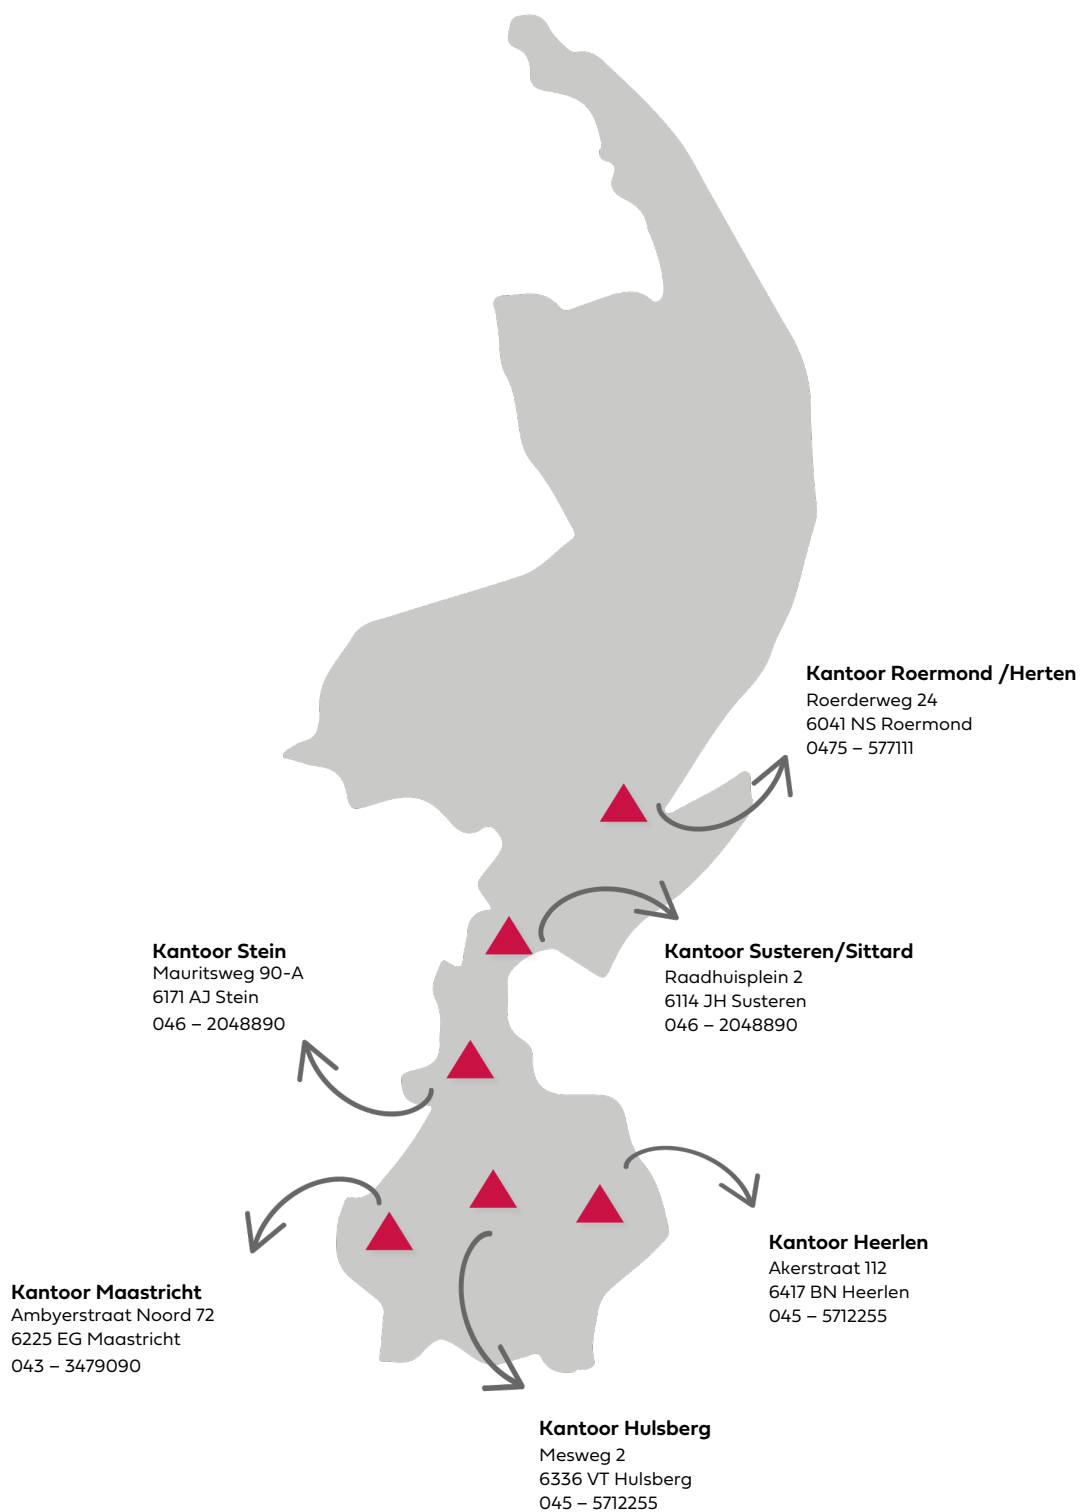 Kantoor Roermond /Herten
Roerderweg 24
6041 NS Roermond
0475 – 577111
Kantoor Stein
Mauritsweg 90-A
6171 AJ Stein
046 – 2048890
Kantoor Susteren/Sittard
Raadhuisplein 2
6114 JH Susteren
046 – 2048890
Kantoor Heerlen
Akerstraat 112
6417 BN Heerlen
045 – 5712255
Kantoor Maastricht
Ambyerstraat Noord 72
6225 EG Maastricht
043 – 3479090
Kantoor Hulsberg
Mesweg 2
6336 VT Hulsberg
045 – 5712255